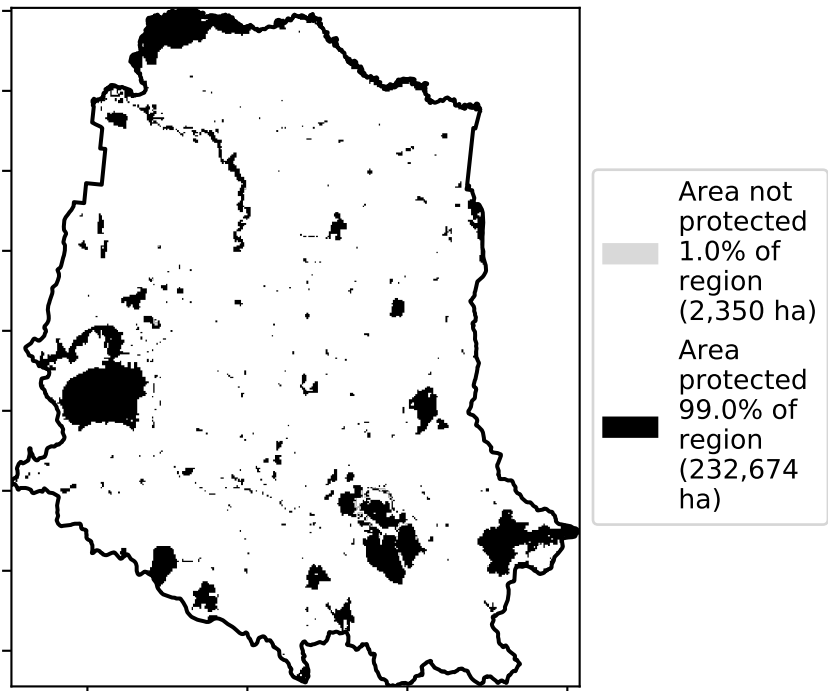 Area not
protected
1.0% of
region
(2,350 ha)
Area
protected
99.0% of
region
(232,674
ha)